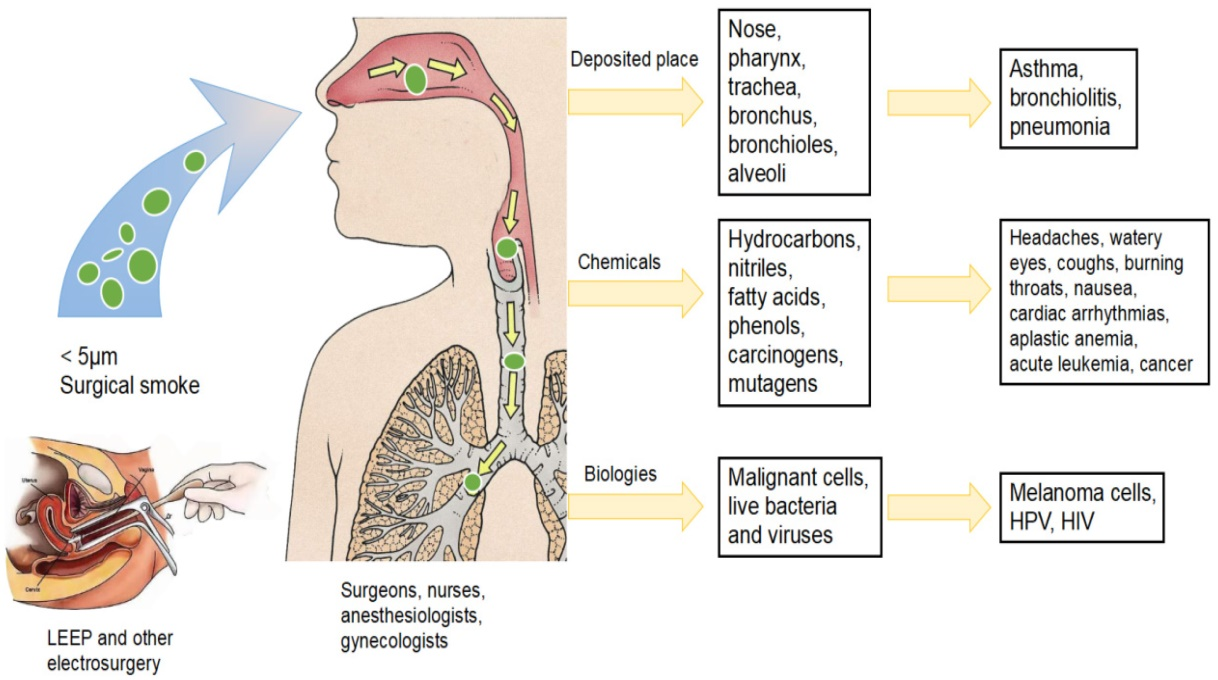 < 5μm
Surgical smoke
Uterus
Vagina
Cervix
LEEP and other
electrosurgery
Surgeons, nurses,
anesthesiologists,
gynecologists
Deposited place
Nose,
pharynx,
trachea,
bronchus,
bronchioles,
alveoli
Asthma,
bronchiolitis,
pneumonia
Chemicals
Hydrocarbons,
nitriles,
fatty acids,
phenols,
carcinogens,
mutagens
Headaches, watery
eyes, coughs, burning
throats, nausea,
cardiac arrhythmias,
aplastic anemia,
acute leukemia, cancer
Biologies
Malignant cells,
live bacteria
and viruses
Melanoma cells,
HPV, HIV